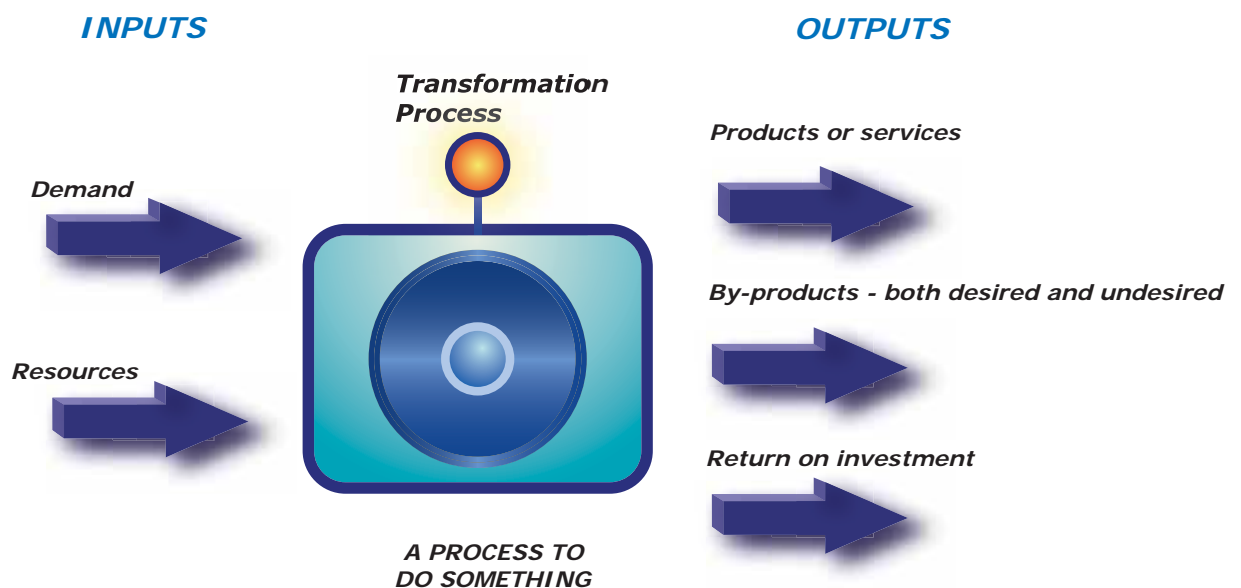 INPUTS
OUTPUTS
Transformation
Process
Products or services
Demand
By-products - both desired and undesired
Resources
Return on investment
A PROCESS TO
DO SOMETHING